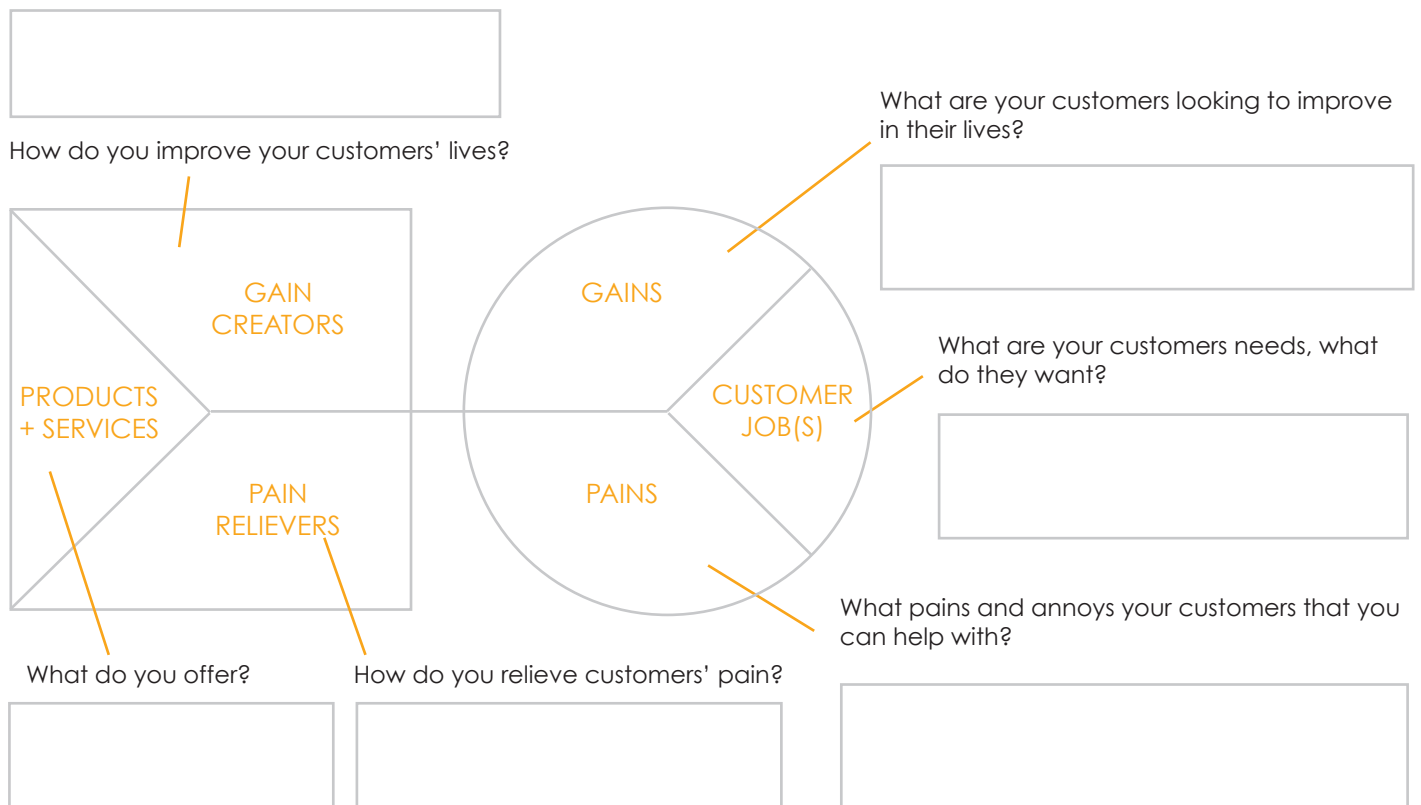 What are your customers looking to improve
in their lives?
How do you improve your customers’ lives?
GAIN
CREATORS
GAINS
What are your customers needs, what
do they want?
PRODUCTS
+ SERVICES
CUSTOMER
JOB(S)
PAIN
RELIEVERS
PAINS
What pains and annoys your customers that you
can help with?
What do you offer?
How do you relieve customers’ pain?